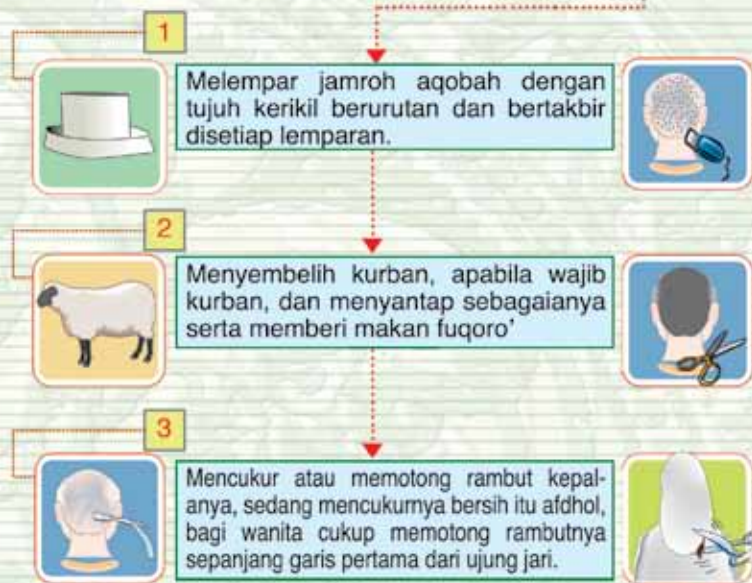 1
Melempar jamroh aqobah dengan
tujuh kerikil berurutan dan bertakbir
disetiap lemparan.
2
Menyembelih kurban, apabila wajib
kurban, dan menyantap sebagaianya
serta memberi makan fuqoro'
3
Mencukur atau memotong rambut kepal-
anya, sedang mencukurnya bersih itu afdhol,
bagi wanita cukup memotong rambutnya
sepanjang garis pertama dari ujung jari.